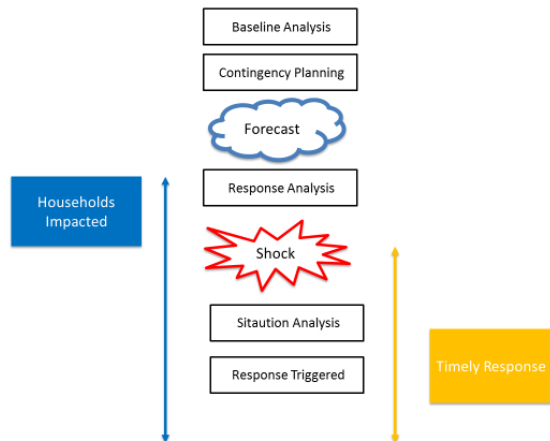 Baseline Analysis
Contingency Planning
Forecast
Response Analysis
Households
Impacted
Shock
Sitaution Analysis
Timely Response
Response Triggered